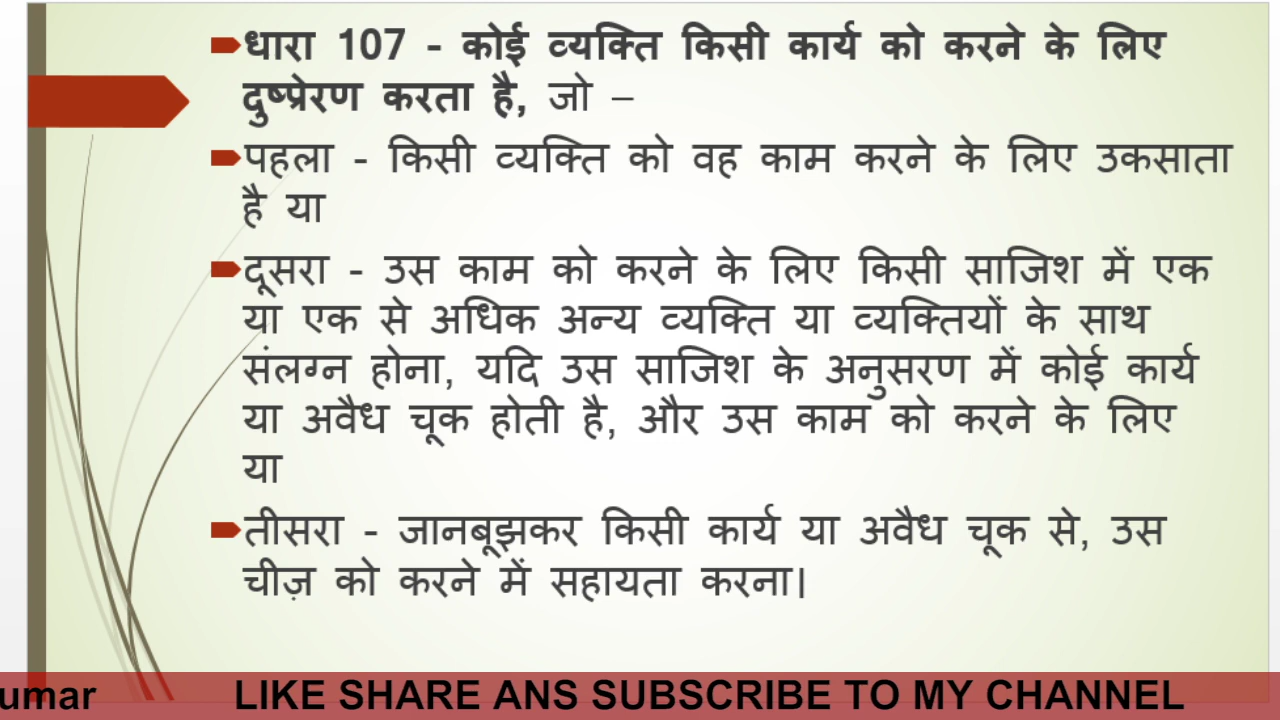 धारा 107 - कोई व्यक्ति किसी कार्य को करने के लिए
दुष्प्रेरण करता है, जो –
पहला - किसी व्यक्ति को वह काम करने के लिए उकसाता
है या
दूसरा - उस काम को करने के लिए किसी साजिश में एक
या एक से अधिक अन्य व्यक्ति या व्यक्तियों के साथ
संलग्न होना, यदि उस साजिश के अनुसरण में कोई कार्य
या अवैध चूक होती है, और उस काम को करने के लिए
या
तीसरा - जानबूझकर किसी कार्य या अवैध चूक से, उस
चीज़ को करने में सहायता करना।
umar LIKE SHARE ANS SUBSCRIBE TO MY CHANNEL